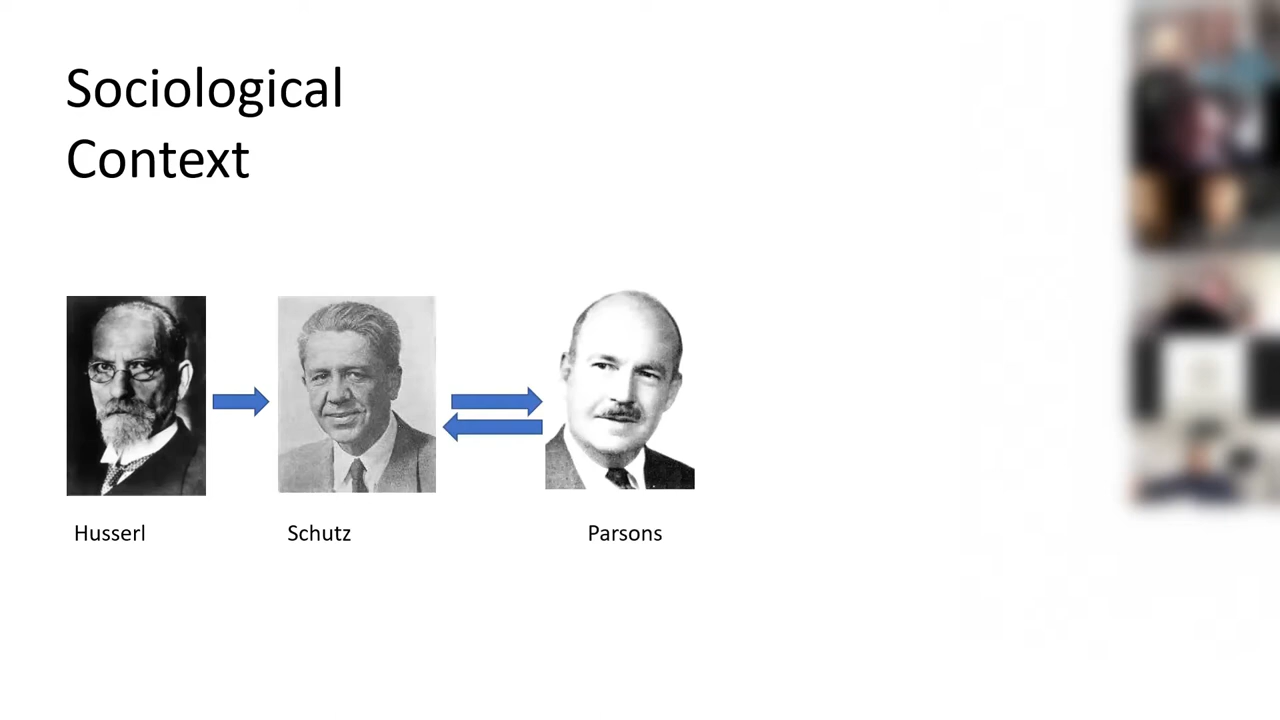 Sociological
Context
Husserl
Schutz
Parsons